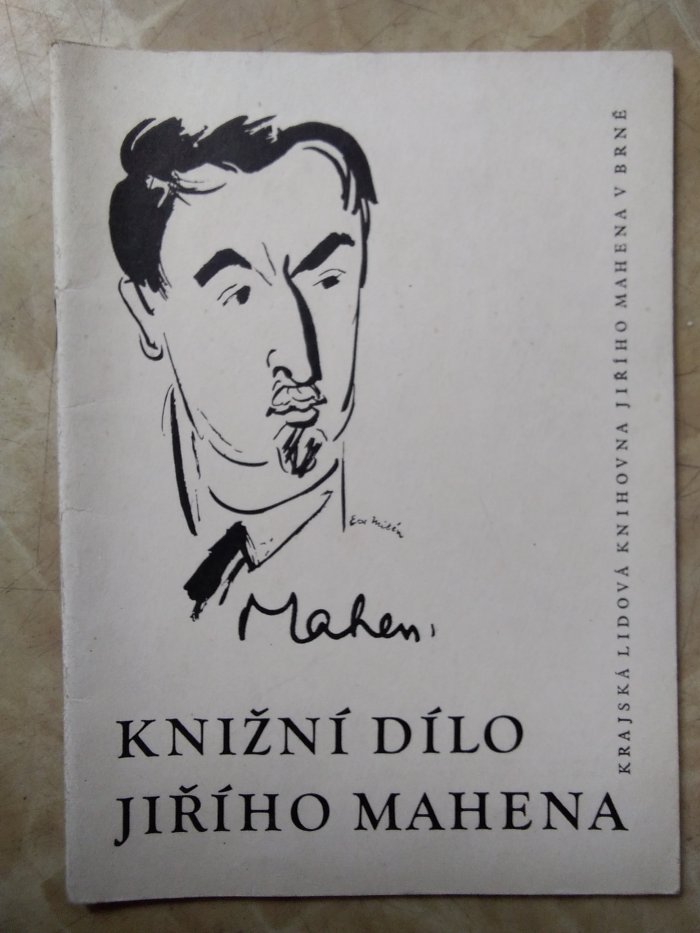 Mahen.
KNIŽNÍ DÍLO
JIŘÍHO MAHENA
KRAJSKÁ LIDOVÁ KNIHOVNA JIŘÍHO MAHENA V BRNĚ